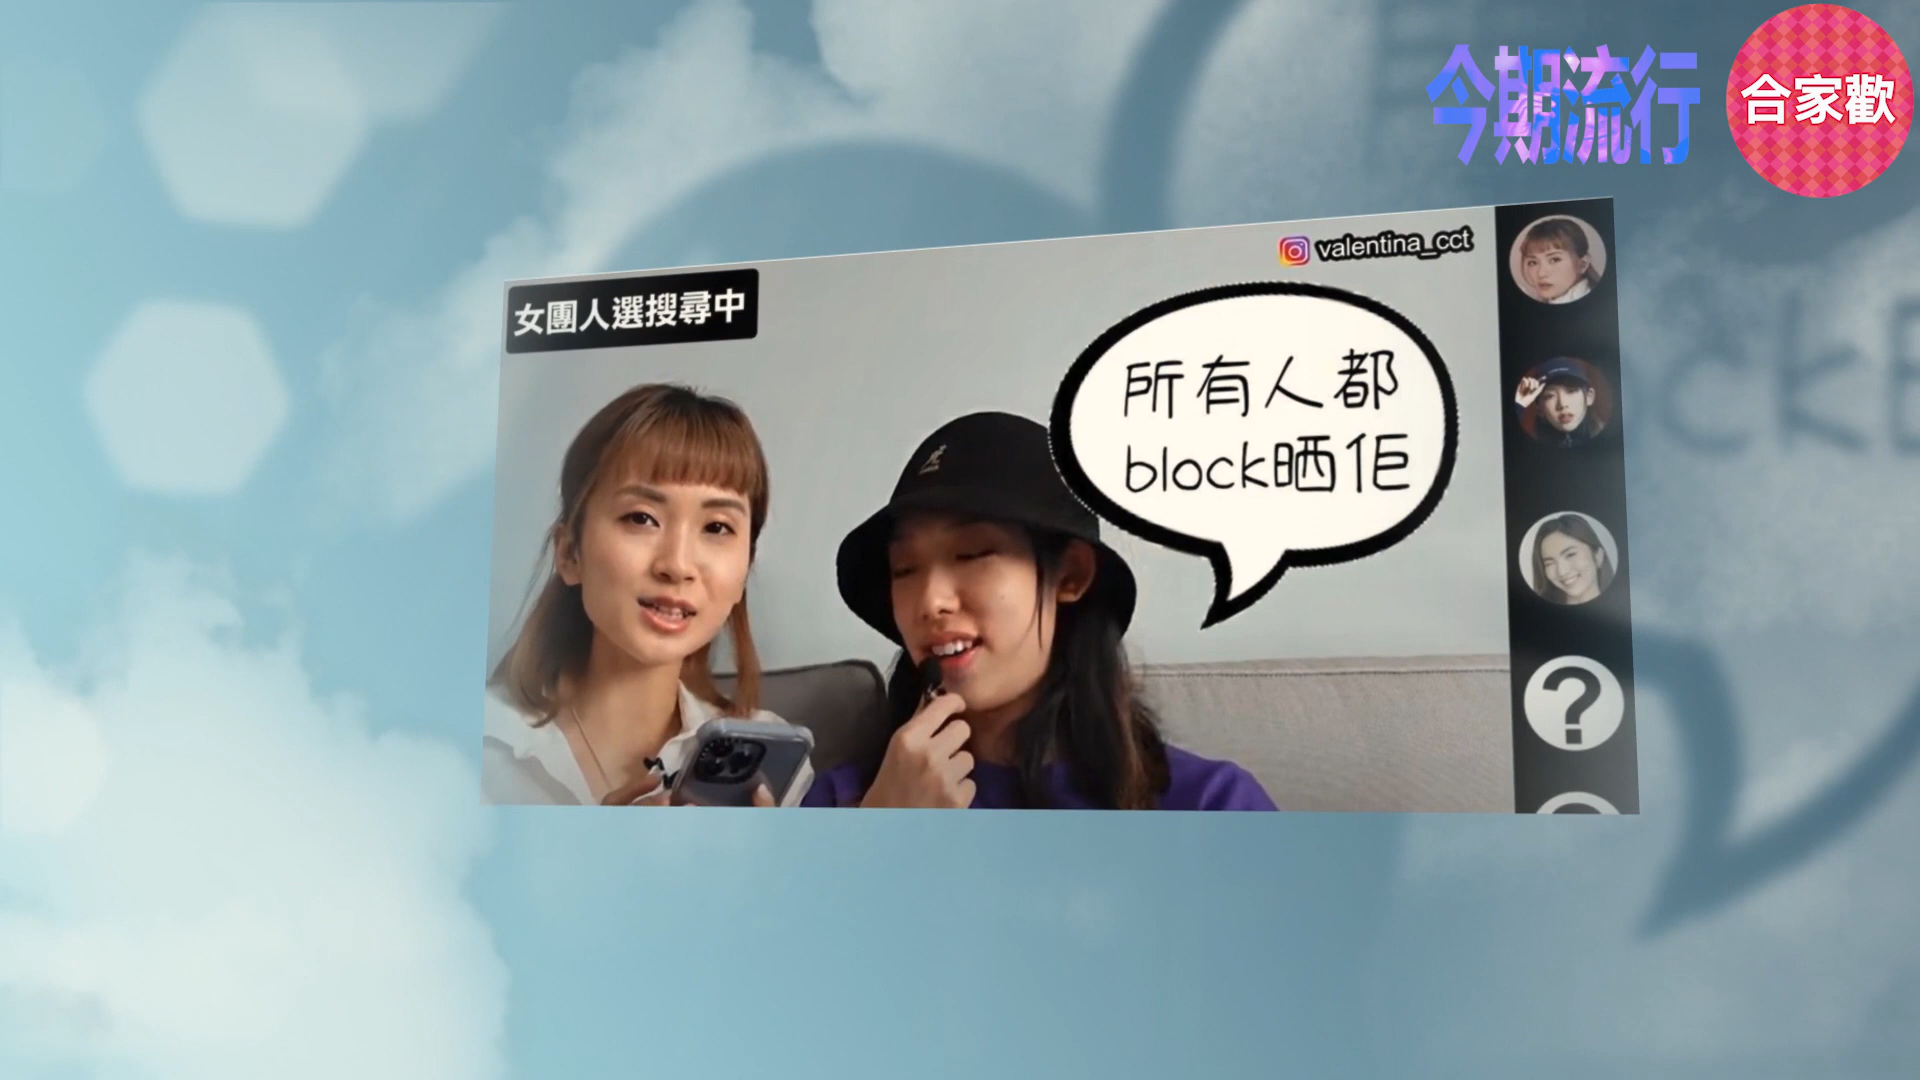 今期流行
合家歡
valentina_cct
女團人選搜尋中
所有人都
block晒佢
?